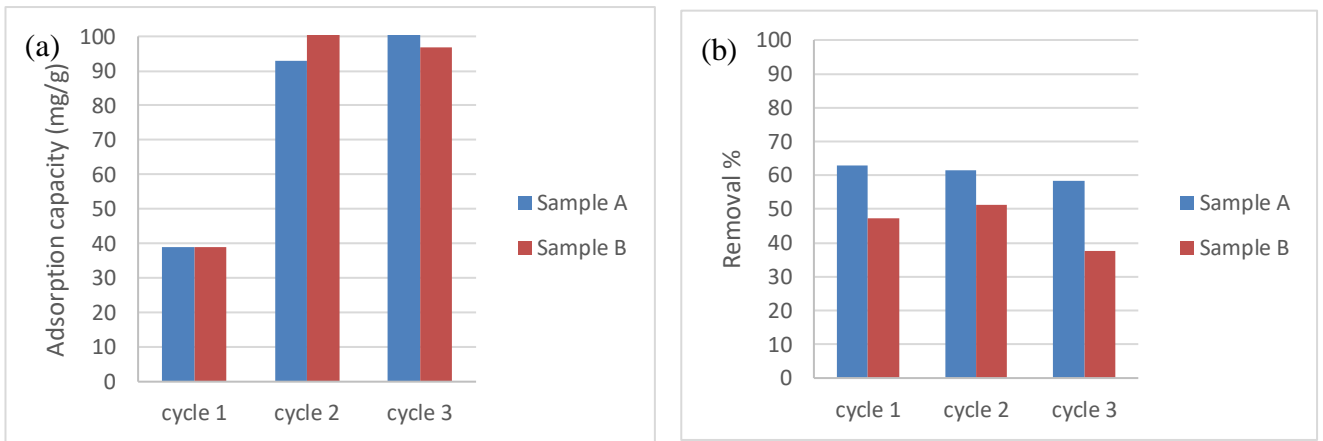 (a)
Adsorption capacity (mg/g)
100
90
80
70
60
50
40
30
20
10
0
cycle 1 cycle 2 cycle 3
Sample A
Sample B
(b)
Removal %
100
90
80
70
60
50
40
30
20
10
0
cycle 1 cycle 2 cycle 3
Sample A
Sample B